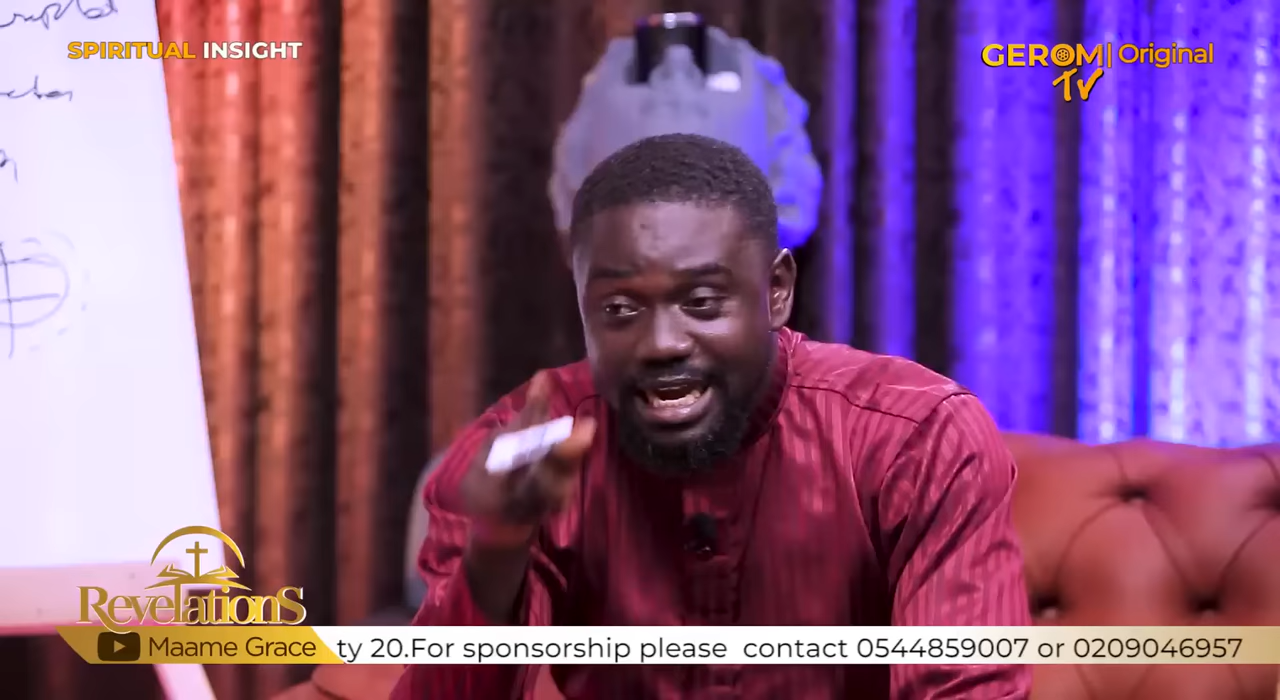 SPIRITUAL INSIGHT
GEROM TV | Original
Revelations
Maame Grace
ty 20.For sponsorship please contact 0544859007 or 0209046957